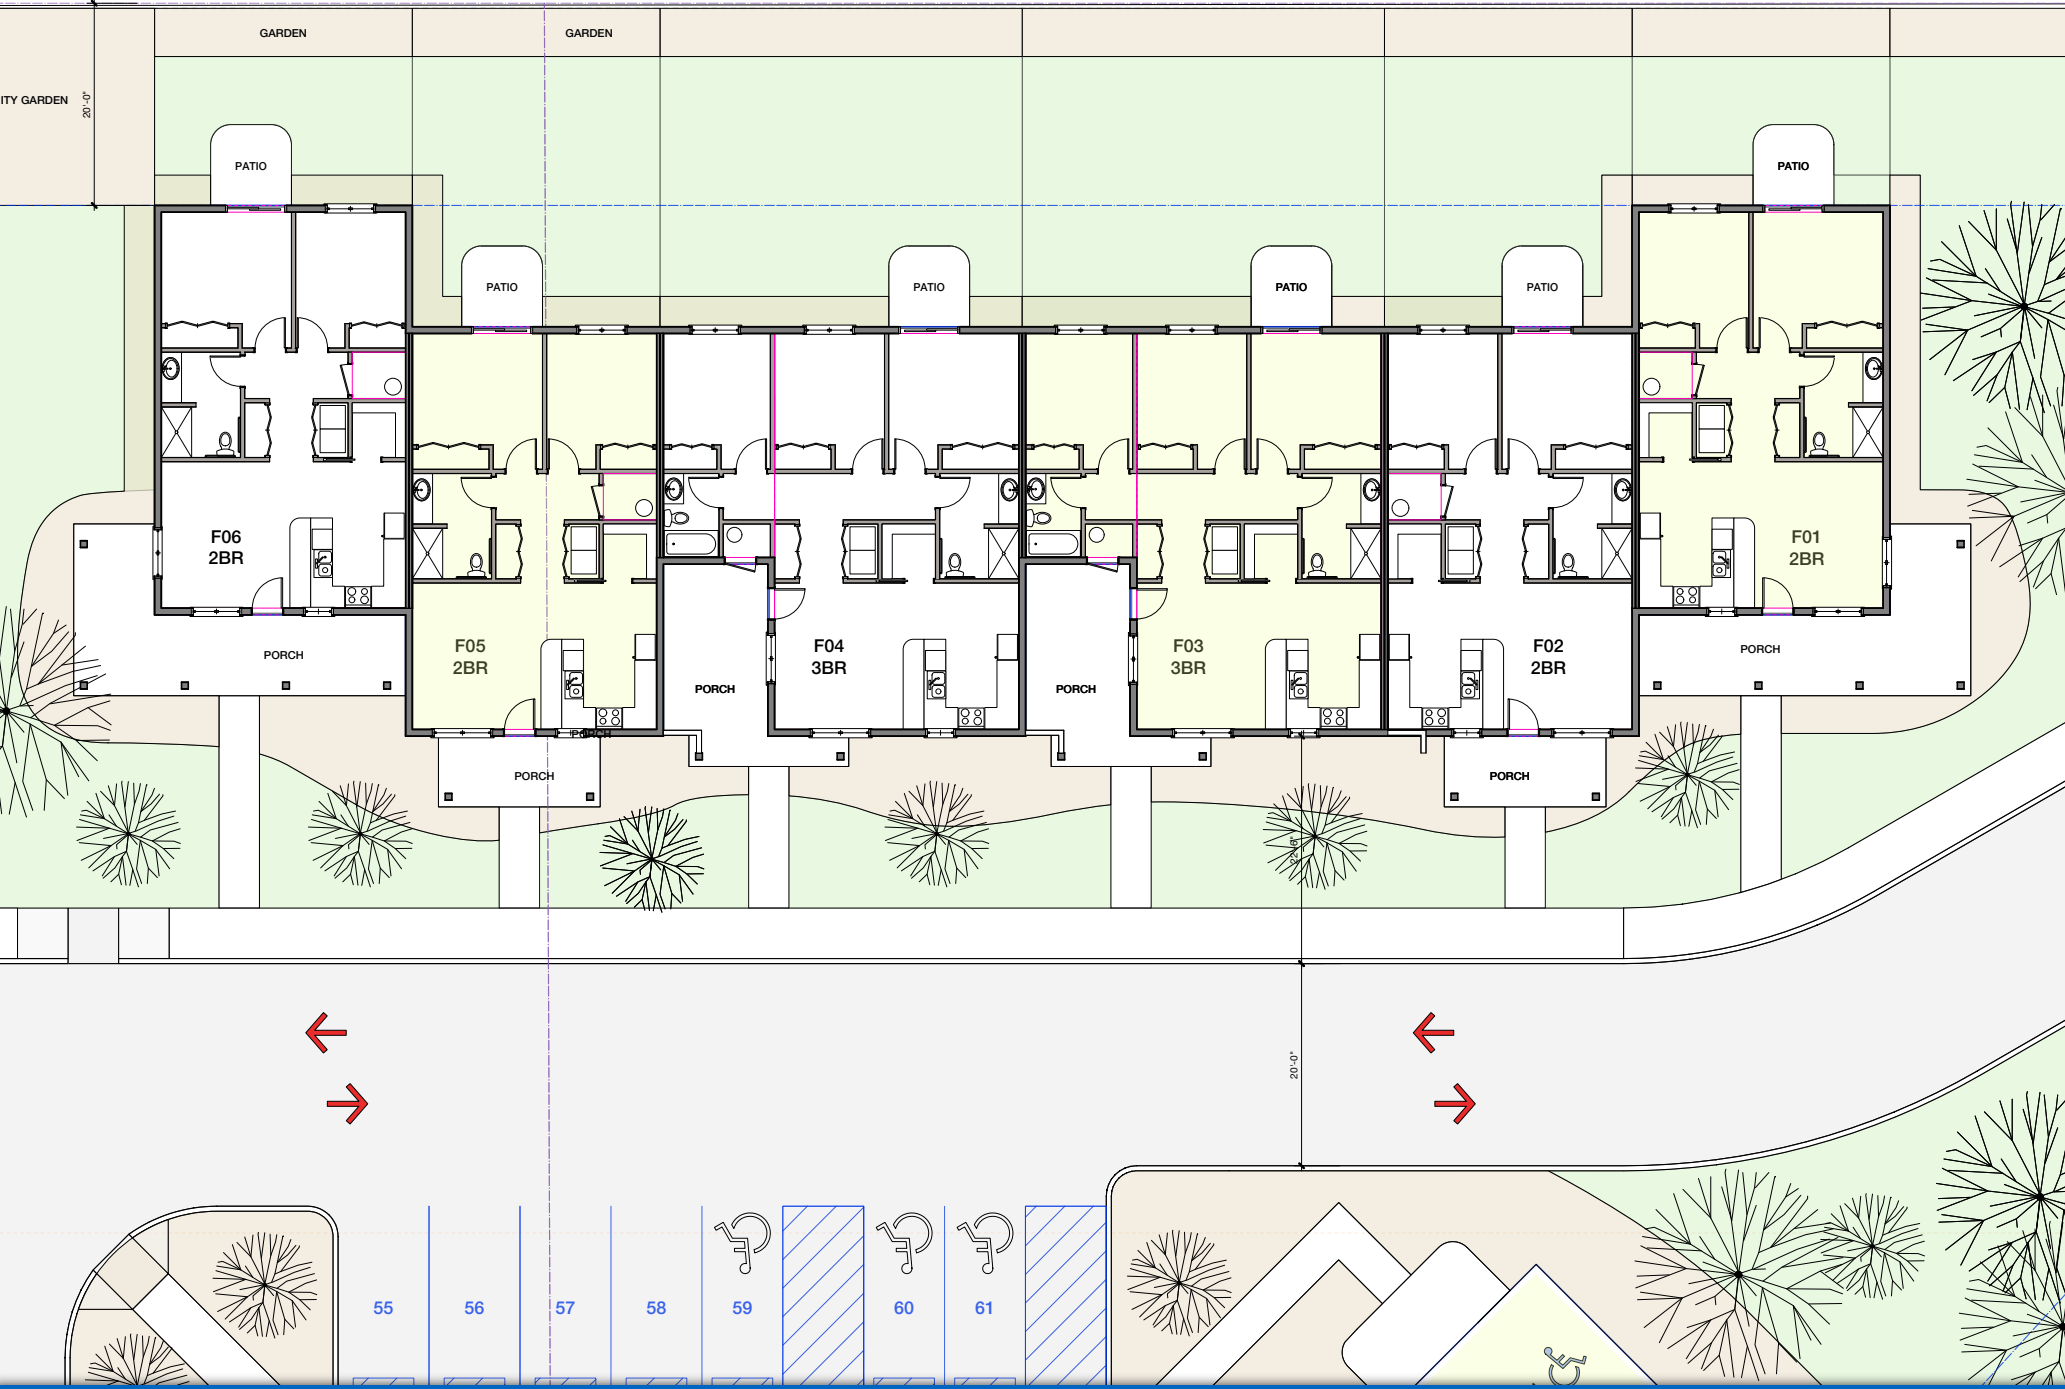 GARDEN
GARDEN
ITY GARDEN
20'-0"
PATIO
PATIO
PATIO
PATIO
PATIO
PATIO
F06
2BR
F01
2BR
F05
2BR
F04
3BR
F03
3BR
F02
2BR
PORCH
PORCH
PORCH
PORCH
PORCH
PORCH
PORCH
20'-0"
55
56
57
58
59
60
61